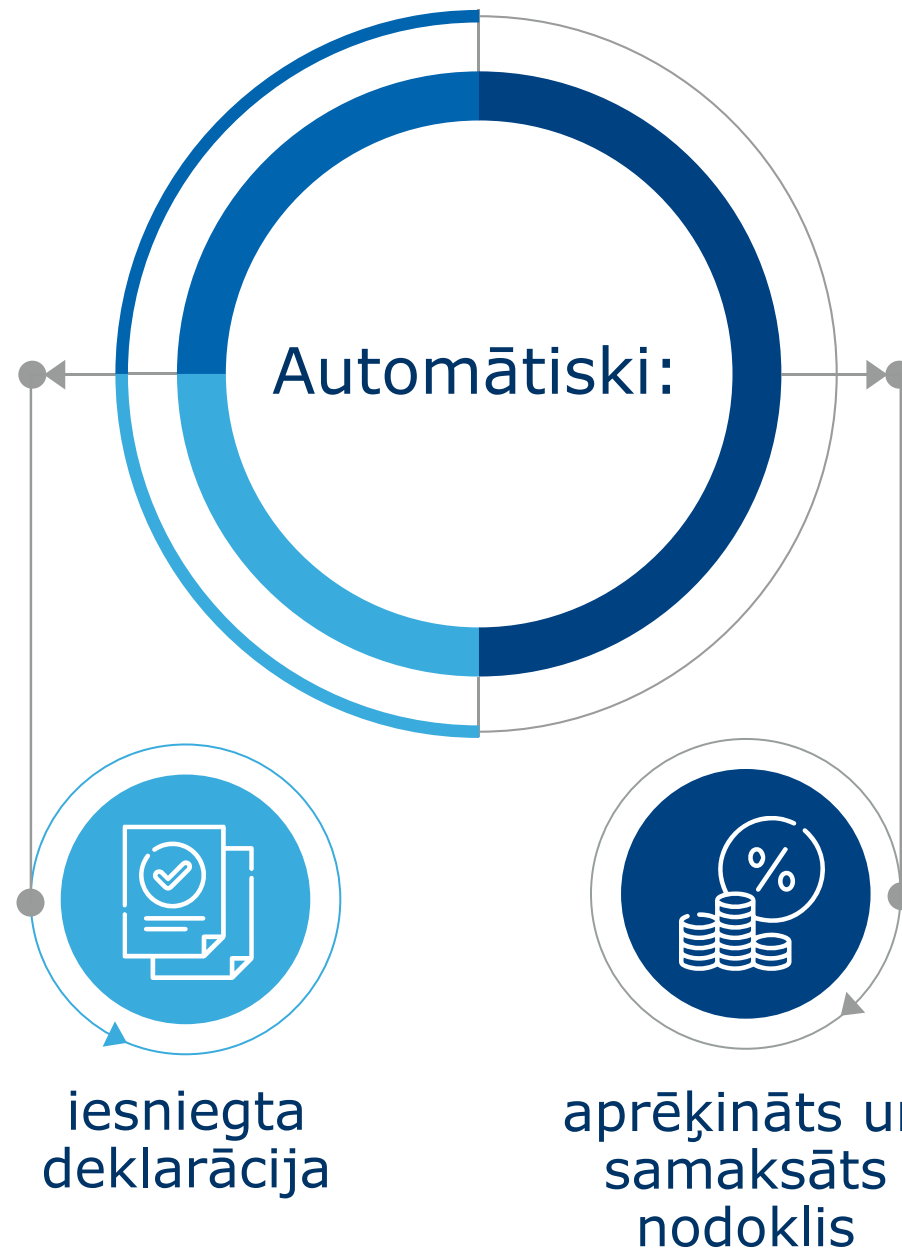 Automātiski:
iesniegta
deklarācija
aprēķināts un
samaksāts
nodoklis